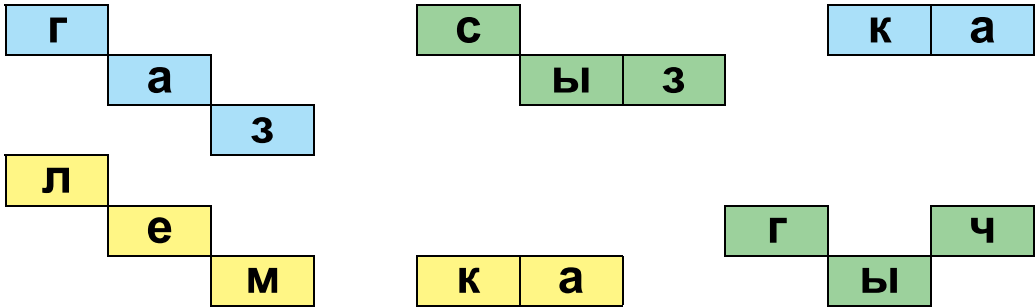 г с к а
а ы з
з
л
е г ч
м к а ы